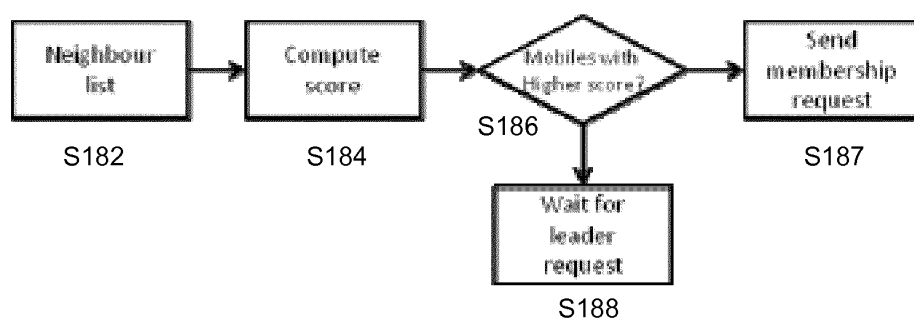 Neighbour
list
S182
Compute
score
S184
Mobiles with
Higher score?
S186
Send
membership
request
S187
Wait for
leader
request
S188